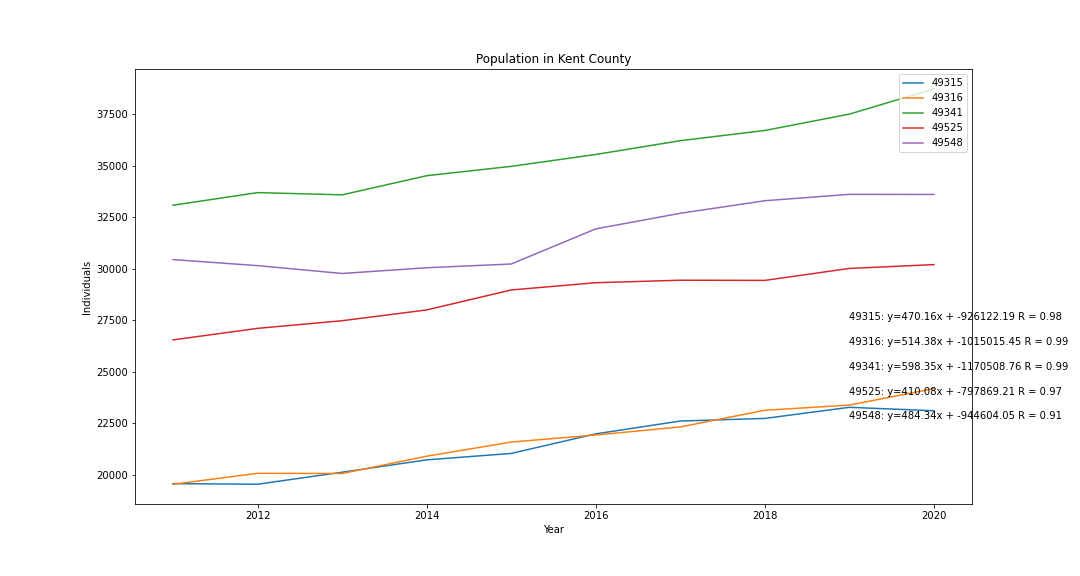 Population in Kent County
49315
49316
49341
49525
49548
37500
35000
32500
30000
27500
25000
22500
20000
Individuals
49315: y=470.16x + -926122.19 R = 0.98
49316: y=514.38x + -1015015.45 R = 0.99
49341: y=598.35x + -1170508.76 R = 0.99
49525: y=410.08x + -797869.21 R = 0.97
49548: y=484.34x + -944604.05 R = 0.91
2012
2014
2016
2018
2020
Year